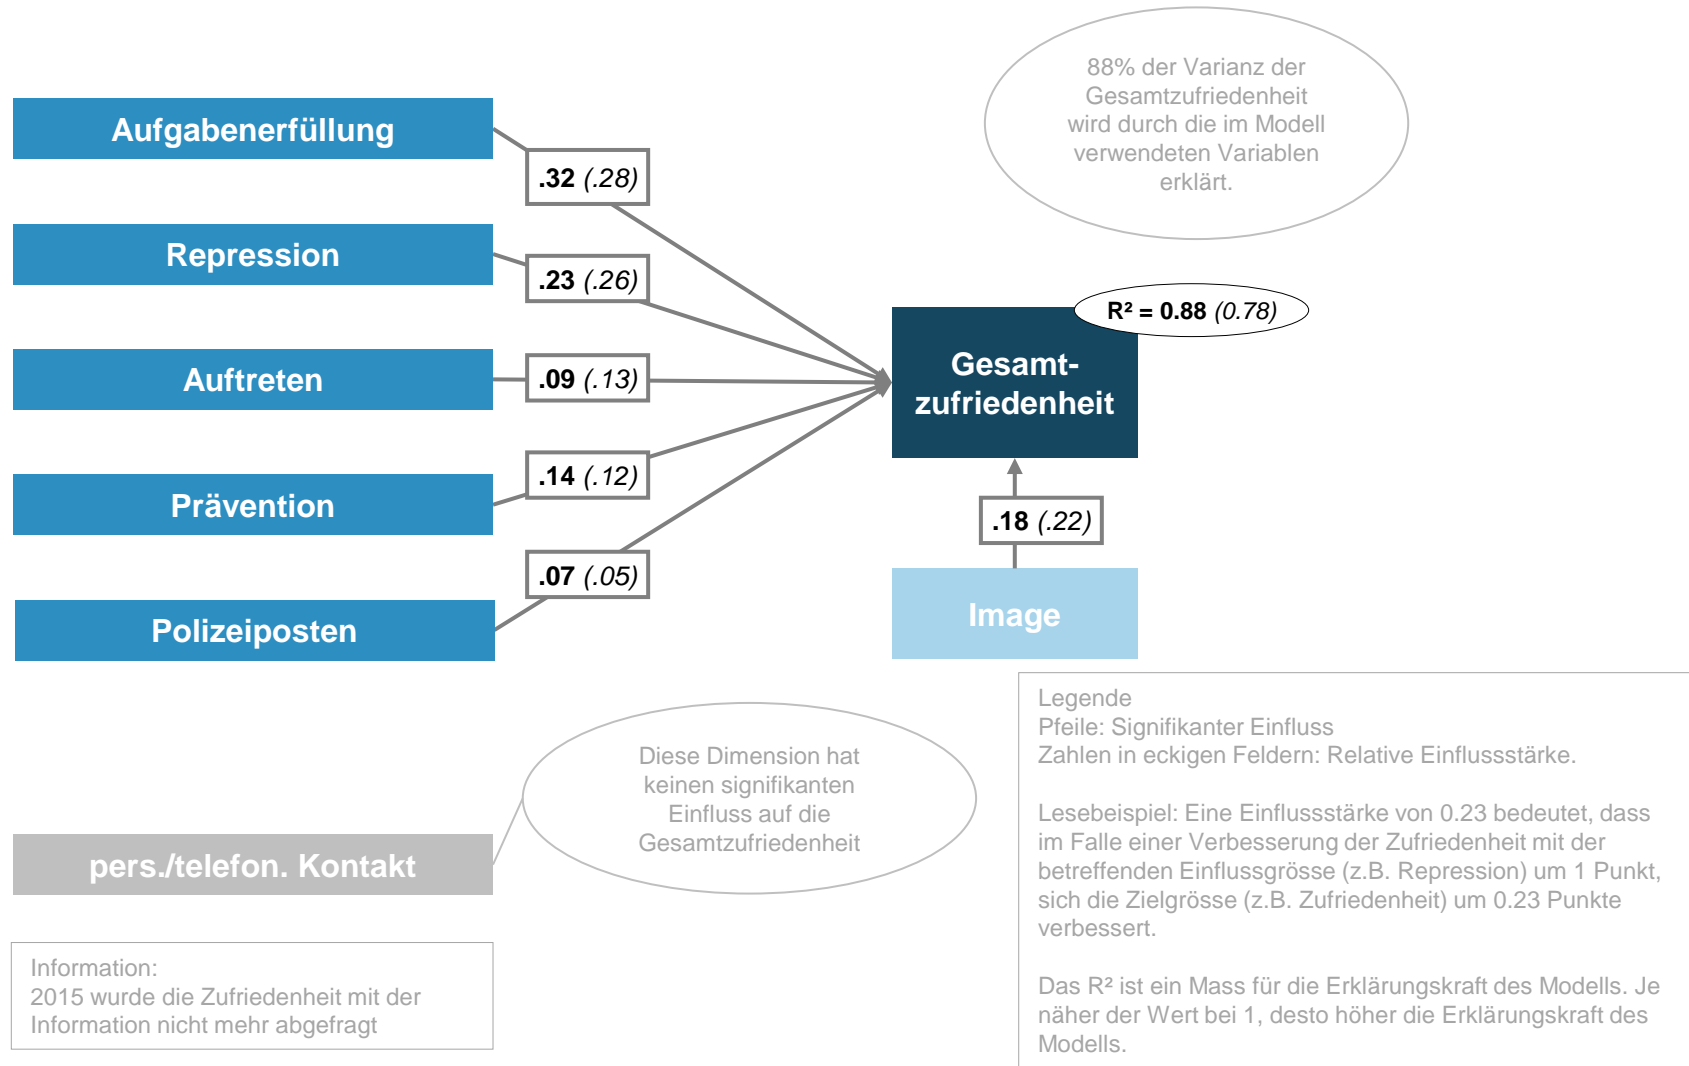 88% der Varianz der
Gesamtzufriedenheit
wird durch die im Modell
verwendeten Variablen
erklärt.
Aufgabenerfüllung
.32 (.28)
Repression
.23 (.26)
R² = 0.88 (0.78)
Gesamt-
zufriedenheit
Auftreten
.09 (.13)
Prävention
.14 (.12)
.18 (.22)
.07 (.05)
Polizeiposten
Image
Diese Dimension hat
keinen signifikanten
Einfluss auf die
Gesamtzufriedenheit
pers./telefon. Kontakt
Information:
2015 wurde die Zufriedenheit mit der
Information nicht mehr abgefragt
Legende
Pfeile: Signifikanter Einfluss
Zahlen in eckigen Feldern: Relative Einflussstärke.
Lesebeispiel: Eine Einflussstärke von 0.23 bedeutet, dass
im Falle einer Verbesserung der Zufriedenheit mit der
betreffenden Einflussgrösse (z.B. Repression) um 1 Punkt,
sich die Zielgrösse (z.B. Zufriedenheit) um 0.23 Punkte
verbessert.
Das R² ist ein Mass für die Erklärungskraft des Modells. Je
näher der Wert bei 1, desto höher die Erklärungskraft des
Modells.